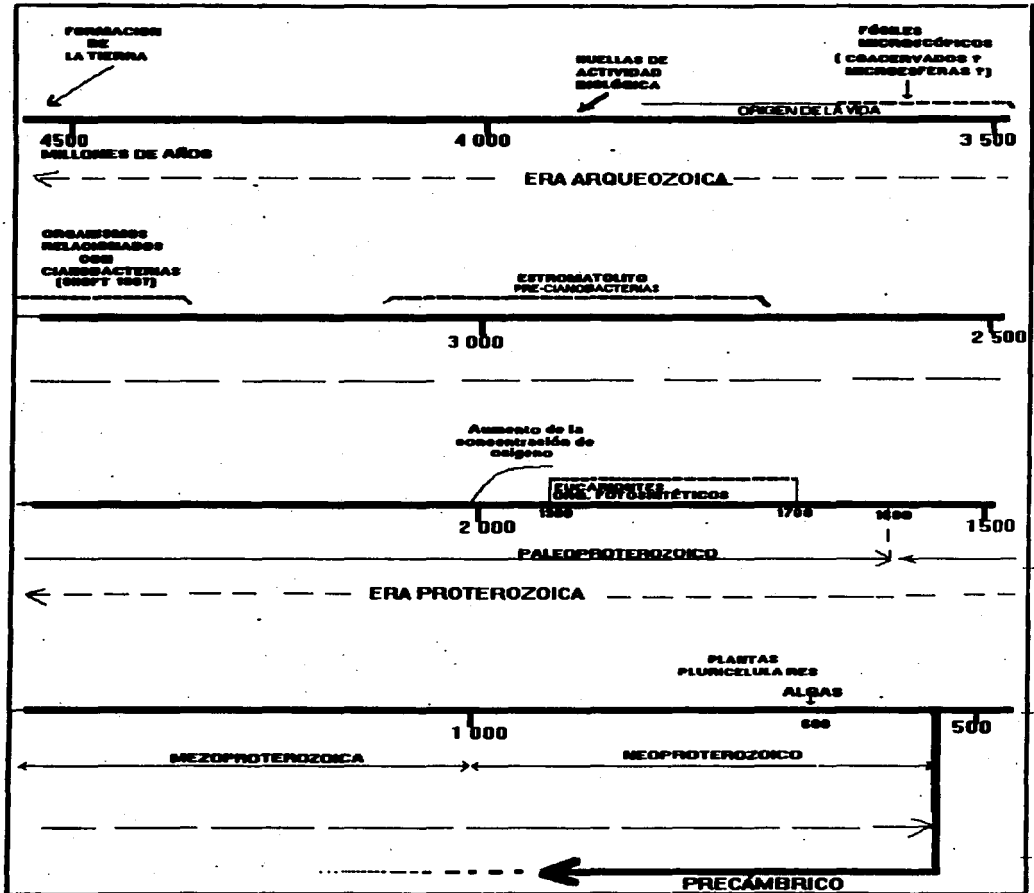 FORMACION
DE
LA TIERRA
HUELLAS DE
ACTIVIDAD
BIOLÓGICA
FÓSILES
MICROSCÓPICOS
( COACERVADOS ?
MICROESFERAS ?)
ORIGEN DE LA VIDA
4500 4 000 3 500
MILLONES DE AÑOS
ERA ARQUEOZOICA
ORGANISMOS
RELACIONADOS
CON
CIANOBACTERIAS
ESTROMATOLITO
PRE-CIANOBACTERIAS
3 000 2 500
Aumento de la
concentración de
oxigeno
EUCARIONTES
ORG. FOTOSINTÉTICOS
2 000 1700 1600 1500
PALEOPROTEROZOICO
ERA PROTEROZOICA
PLANTAS
PLURICELULARES
ALGAS
1 000 500
MEZOPROTEROZOICA NEOPROTEROZOICO
PRECÁMBRICO